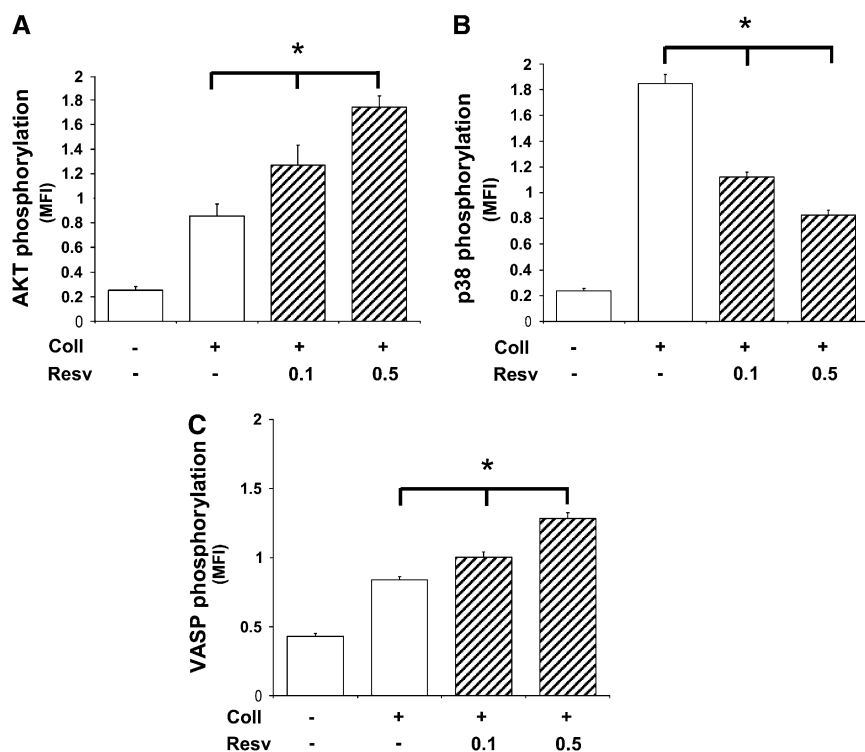 A
*
AKT phosphorylation
(MFI)
2
1.8
1.6
1.4
1.2
1
0.8
0.6
0.4
0.2
0
Coll - + + +
Resv - - 0.1 0.5
B
*
p38 phosphorylation
(MFI)
2
1.8
1.6
1.4
1.2
1
0.8
0.6
0.4
0.2
0
Coll - + + +
Resv - - 0.1 0.5
C
*
VASP phosphorylation
(MFI)
2
1.5
1
0.5
0
Coll - + + +
Resv - - 0.1 0.5